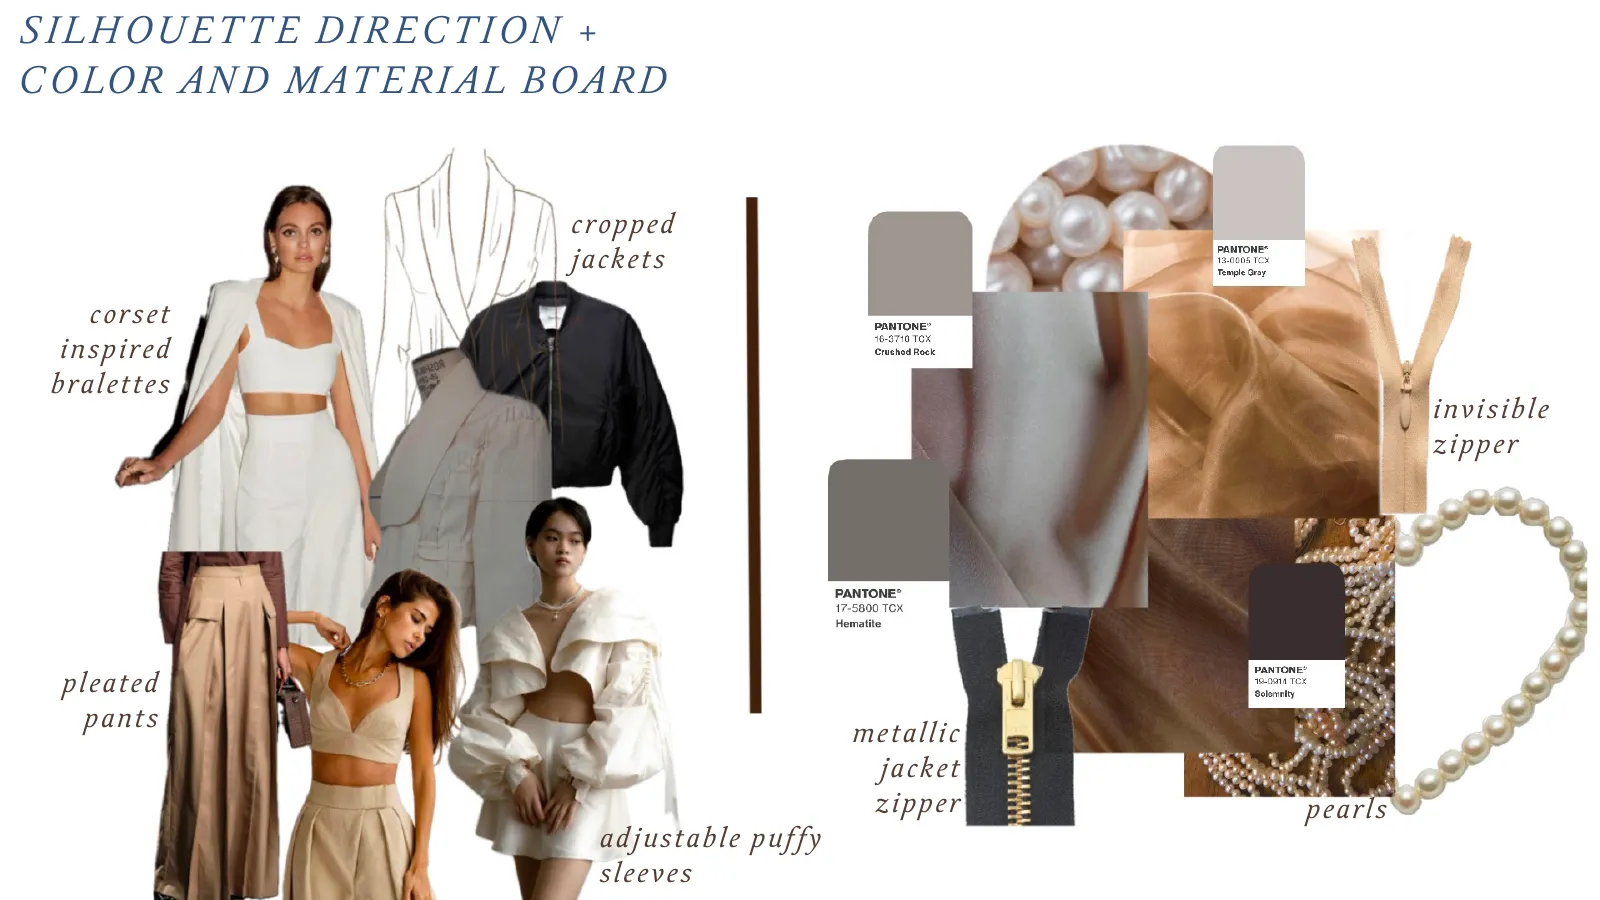 SILHOUETTE DIRECTION +
COLOR AND MATERIAL BOARD
cropped
jackets
corset
inspired
bralettes
pleated
pants
adjustable puffy
sleeves
PANTONE®
16-3710 TCX
Crushed Rock
PANTONE®
13-0005 TCX
Temple Gray
PANTONE®
17-5800 TCX
Hematite
PANTONE®
19-0914 TCX
Solemnity
invisible
zipper
metallic
jacket
zipper
pearls